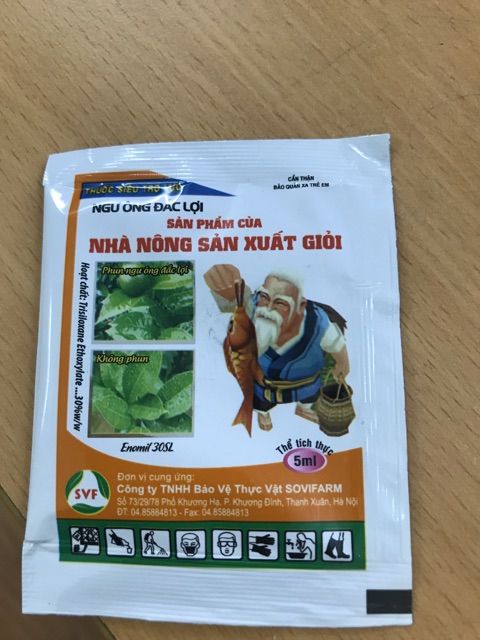 THUỐC SIÊU TRỢ LỰC
CẨN THẬN
BẢO QUẢN XA TRẺ EM
NGƯ ÔNG ĐẮC LỢI
SẢN PHẨM CỦA
NHÀ NÔNG SẢN XUẤT GIỎI
Hoạt chất: Trisiloxane Ethoxylate ....30%w/w
Phun ngư ông đắc lợi
Không phun
Enomil 30SL
Thể tích thực
5ml
SVF
Đơn vị cung ứng:
Công ty TNHH Bảo Vệ Thực Vật SOVIFARM
Số 73/29/78 Phố Khương Hạ. P. Khương Đình, Thanh Xuân, Hà Nội
ĐT: 04.85884813 - Fax: 04.85884813